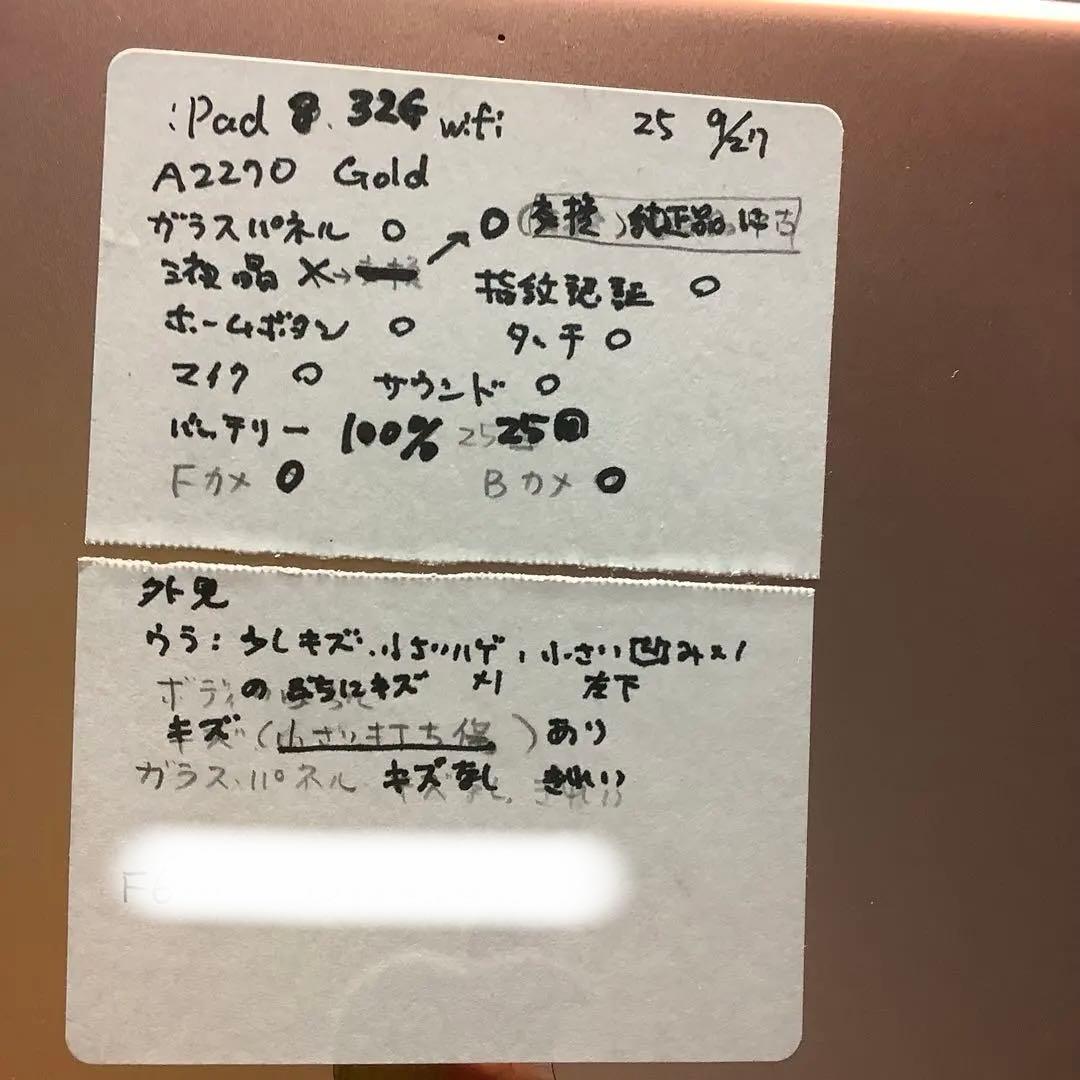 iPad 8. 32G wifi 25 9/27
A2270 Gold
ガラスパネル ○ ○ (交換) 純正品中古
液晶 X→ 指紋認証 ○
ホームボタン ○ タッチ ○
マイク ○ サウンド ○
バッテリー 100% 25回
Fカメ ○ Bカメ ○
外見
ウラ: 少しキズ、小さいハゲ、小さい凹み×1
ボディのふちにキズ ×1 左下
キズ(小さい打ち傷)あり
ガラスパネル キズなし きれい
F6